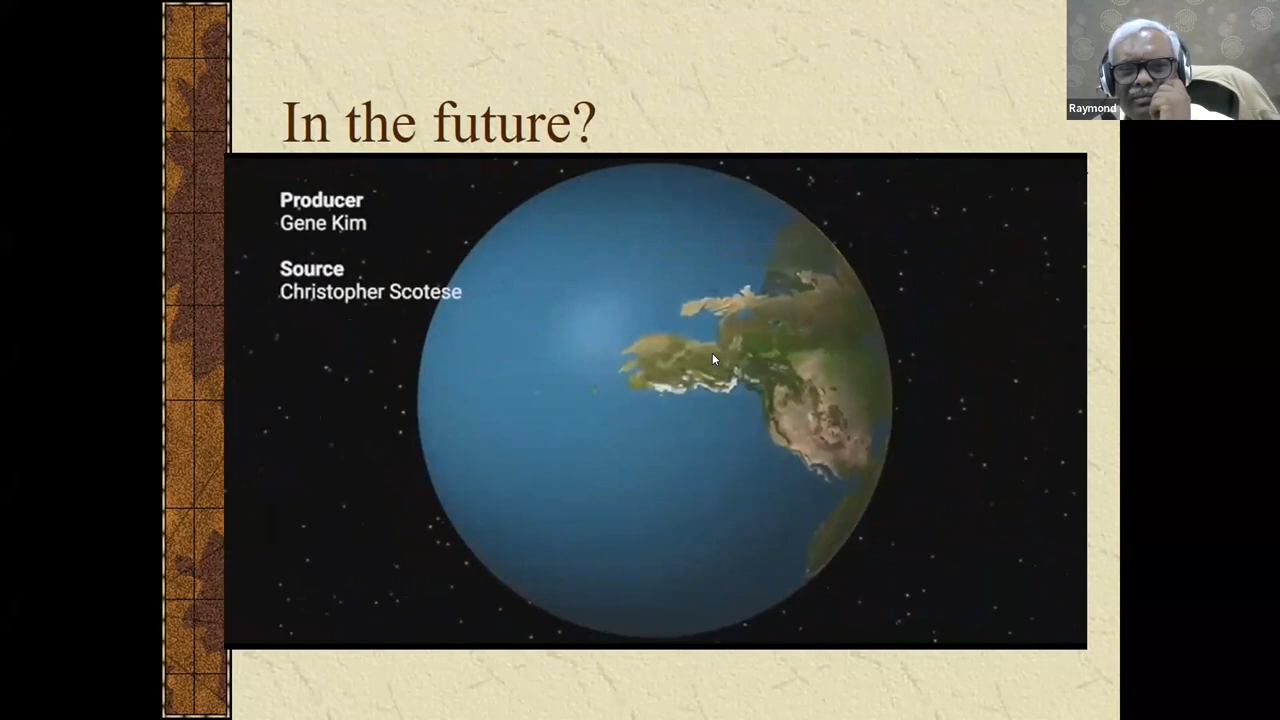 In the future?
Raymond
Producer
Gene Kim
Source
Christopher Scotese